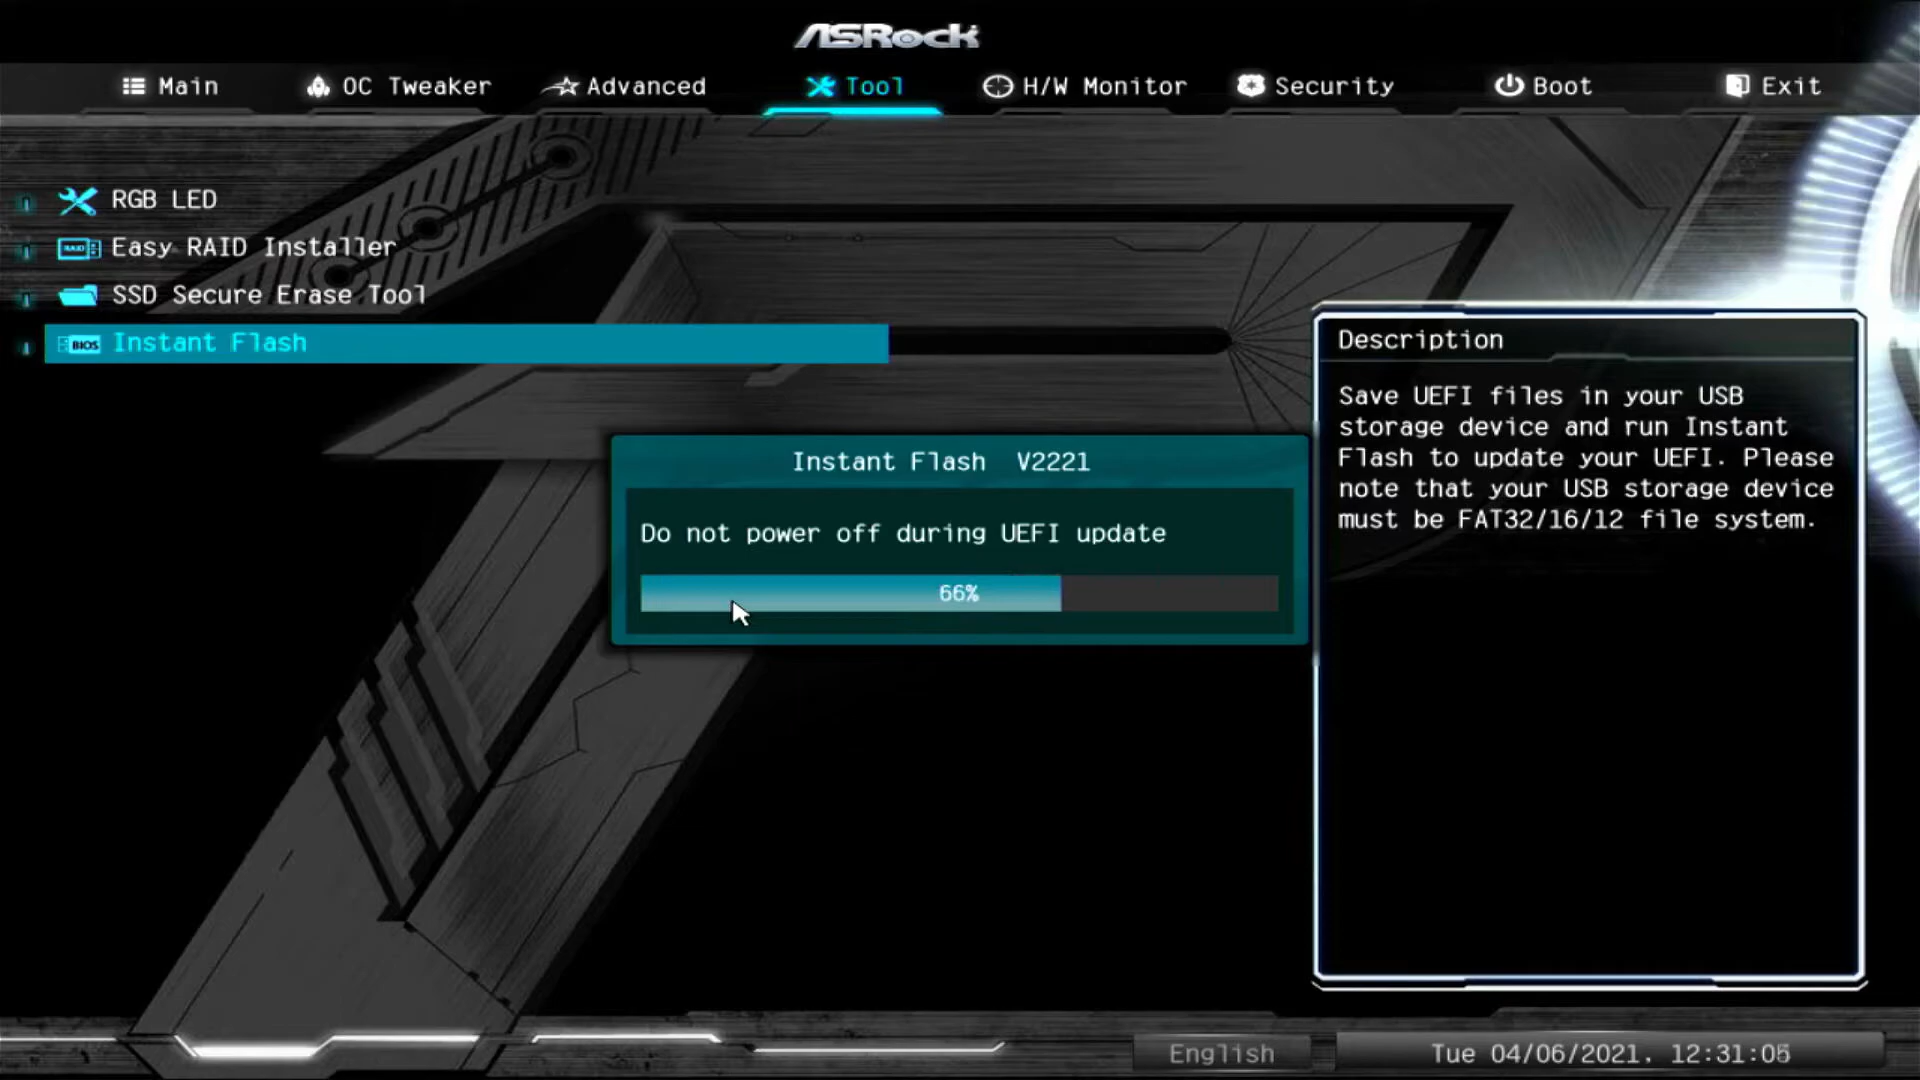 ASRock
Main
OC Tweaker
Advanced
Tool
H/W Monitor
Security
Boot
Exit
RGB LED
RAID Easy RAID Installer
SSD Secure Erase Tool
BIOS Instant Flash
Description
Save UEFI files in your USB
storage device and run Instant
Flash to update your UEFI. Please
note that your USB storage device
must be FAT32/16/12 file system.
Instant Flash V2221
Do not power off during UEFI update
66%
English
Tue 04/06/2021. 12:31:05